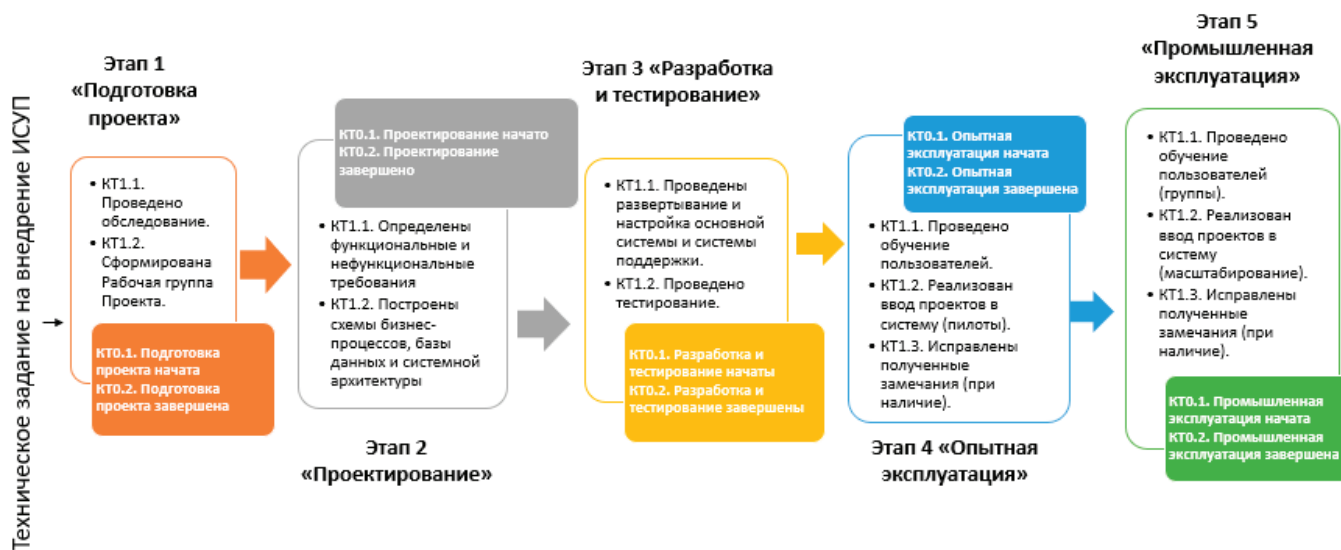 Техническое задание на внедрение ИСУП
Этап 1
«Подготовка
проекта»
• КТ1.1.
Проведено
обследование.
• КТ1.2.
Сформирована
Рабочая группа
Проекта.
КТ0.1. Подготовка
проекта начата
КТ0.2. Подготовка
проекта завершена
КТ0.1. Проектирование начато
КТ0.2. Проектирование
завершено
• КТ1.1. Определены
функциональные и
нефункциональные
требования
• КТ1.2. Построены
схемы бизнес-
процессов, базы
данных и системной
архитектуры
Этап 2
«Проектирование»
Этап 3 «Разработка
и тестирование»
• КТ1.1. Проведены
развертывание и
настройка основной
системы и системы
поддержки.
• КТ1.2. Проведено
тестирование.
КТ0.1. Разработка и
тестирование начаты
КТ0.2. Разработка и
тестирование завершены
КТ0.1. Опытная
эксплуатация начата
КТ0.2. Опытная
эксплуатация завершена
• КТ1.1. Проведено
обучение
пользователей.
• КТ1.2. Реализован
ввод проектов в
систему (пилоты).
• КТ1.3. Исправлены
полученные
замечания (при
наличие).
Этап 4 «Опытная
эксплуатация»
Этап 5
«Промышленная
эксплуатация»
• КТ1.1. Проведено
обучение
пользователей
(группы).
• КТ1.2. Реализован
ввод проектов в
систему
(масштабирование).
• КТ1.3. Исправлены
полученные
замечания (при
наличие).
КТ0.1. Промышленная
эксплуатация начата
КТ0.2. Промышленная
эксплуатация завершена